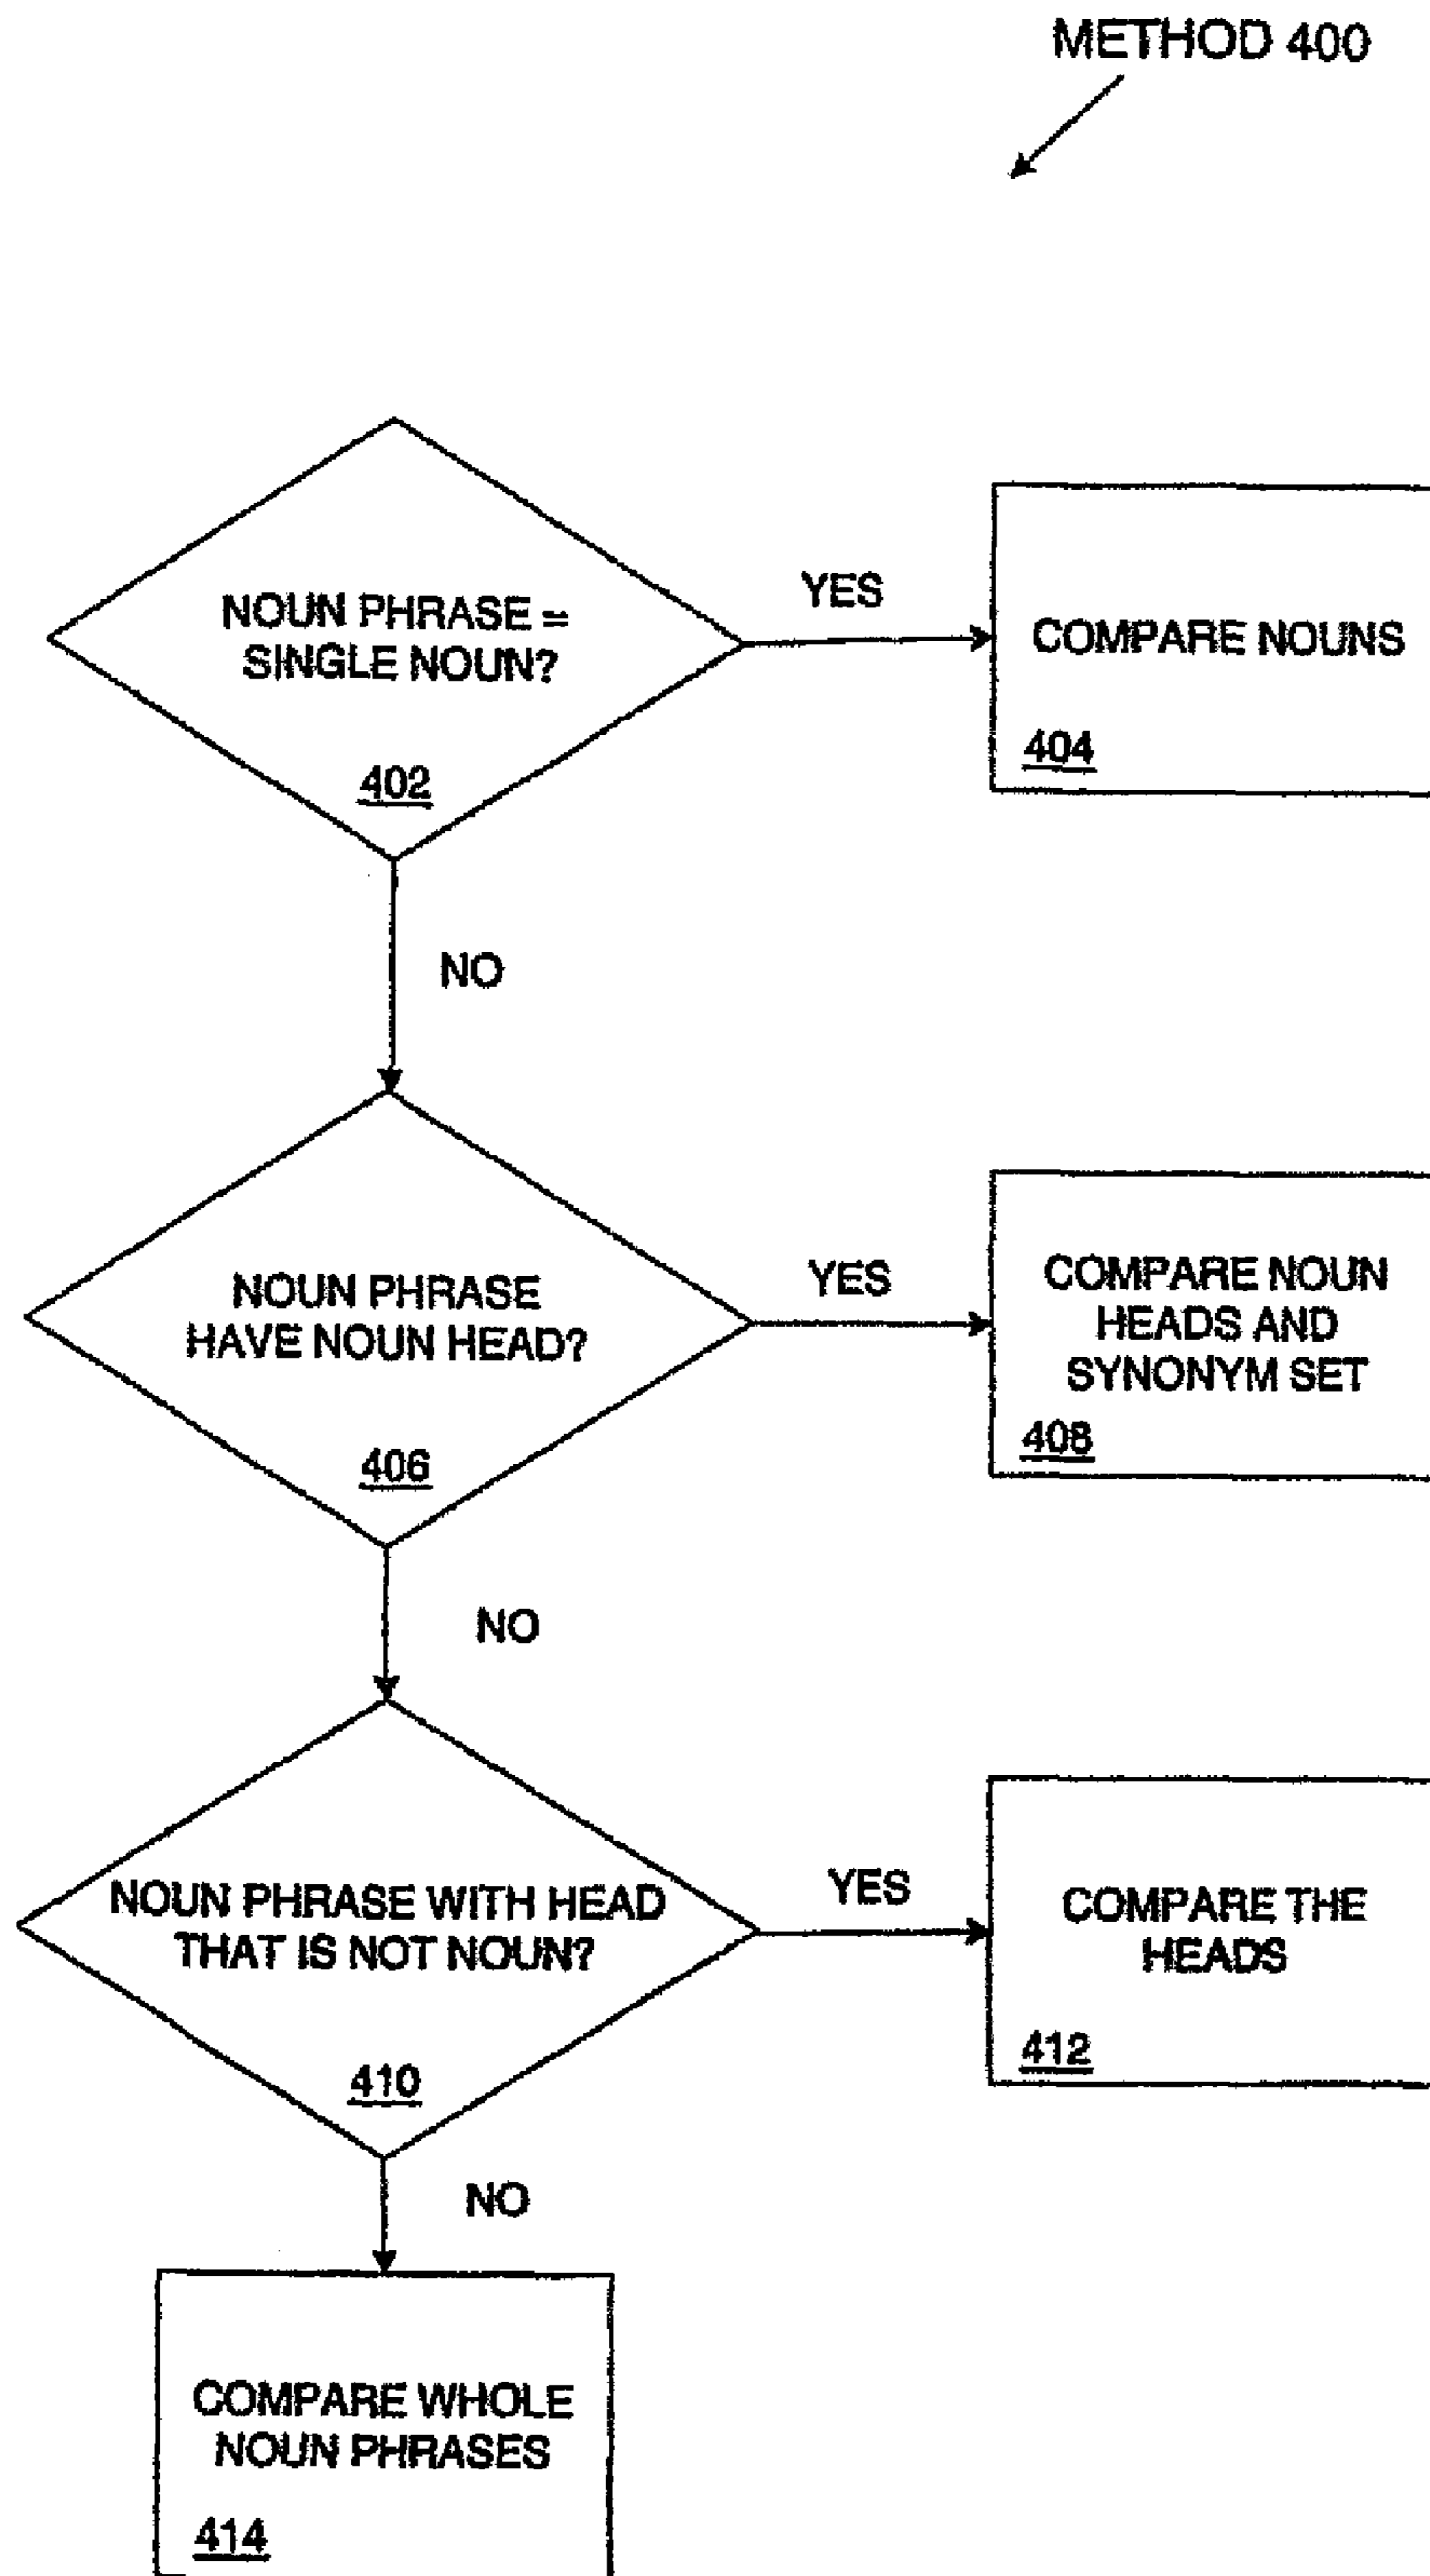 METHOD 400
NOUN PHRASE =
SINGLE NOUN?
402
YES
COMPARE NOUNS
404
NO
NOUN PHRASE
HAVE NOUN HEAD?
406
YES
COMPARE NOUN
HEADS AND
SYNONYM SET
408
NO
NOUN PHRASE WITH HEAD
THAT IS NOT NOUN?
410
YES
COMPARE THE
HEADS
412
NO
COMPARE WHOLE
NOUN PHRASES
414